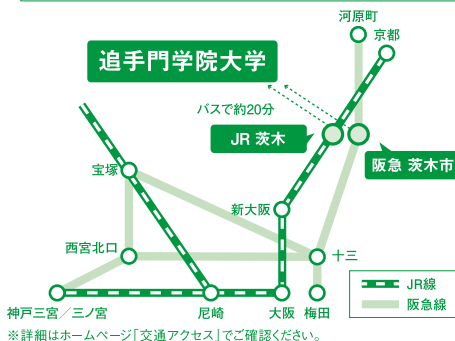 河原町
京都
追手門学院大学
バスで約20分
JR 茨木
阪急 茨木市
宝塚
新大阪
西宮北口
十三
神戸三宮／三ノ宮
尼崎
大阪
梅田
JR線
阪急線
※詳細はホームページ「交通アクセス」でご確認ください。